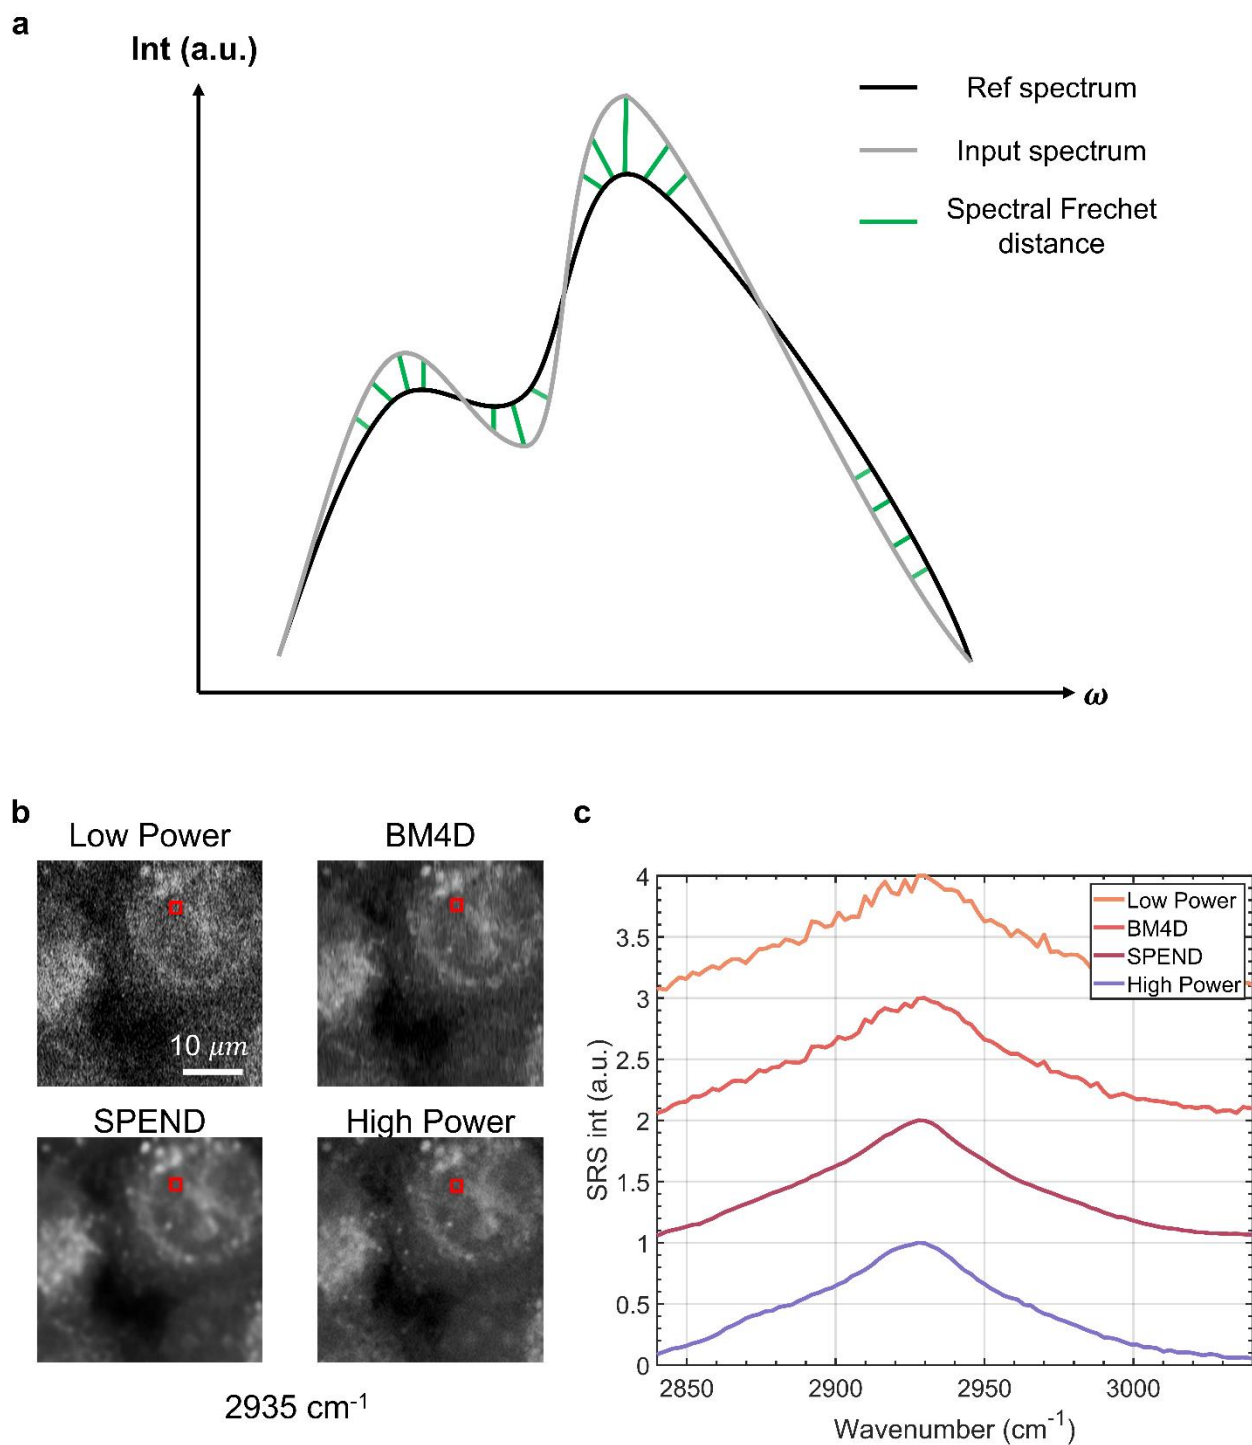 a
Int (a.u.)
Ref spectrum
Input spectrum
Spectral Frechet
distance
ω
b
Low Power
BM4D
10 μm
SPEND
High Power
2935 cm⁻¹
c
4
3.5
3
2.5
2
1.5
1
0.5
0
SRS int (a.u.)
Low Power
BM4D
SPEND
High Power
2850 2900 2950 3000
Wavenumber (cm⁻¹)